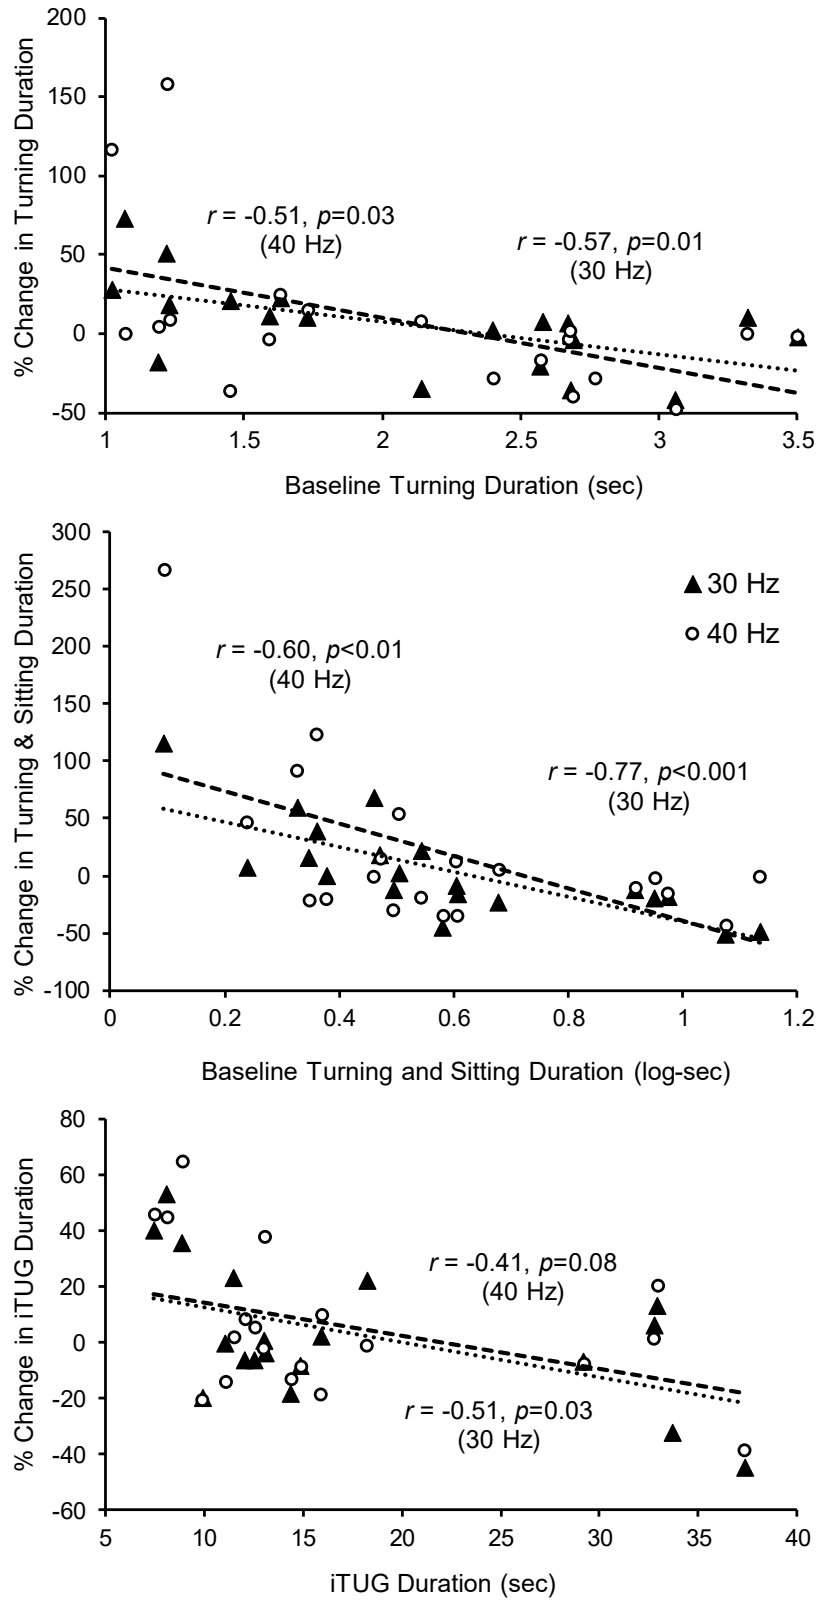 200
150
100
50
0
-50
% Change in Turning Duration
r = -0.51, p=0.03
(40 Hz)
r = -0.57, p=0.01
(30 Hz)
1 1.5 2 2.5 3 3.5
Baseline Turning Duration (sec)
300
250
200
150
100
50
0
-50
-100
% Change in Turning & Sitting Duration
30 Hz
40 Hz
r = -0.60, p<0.01
(40 Hz)
r = -0.77, p<0.001
(30 Hz)
0 0.2 0.4 0.6 0.8 1 1.2
Baseline Turning and Sitting Duration (log-sec)
80
60
40
20
0
-20
-40
-60
% Change in iTUG Duration
r = -0.41, p=0.08
(40 Hz)
r = -0.51, p=0.03
(30 Hz)
5 10 15 20 25 30 35 40
iTUG Duration (sec)